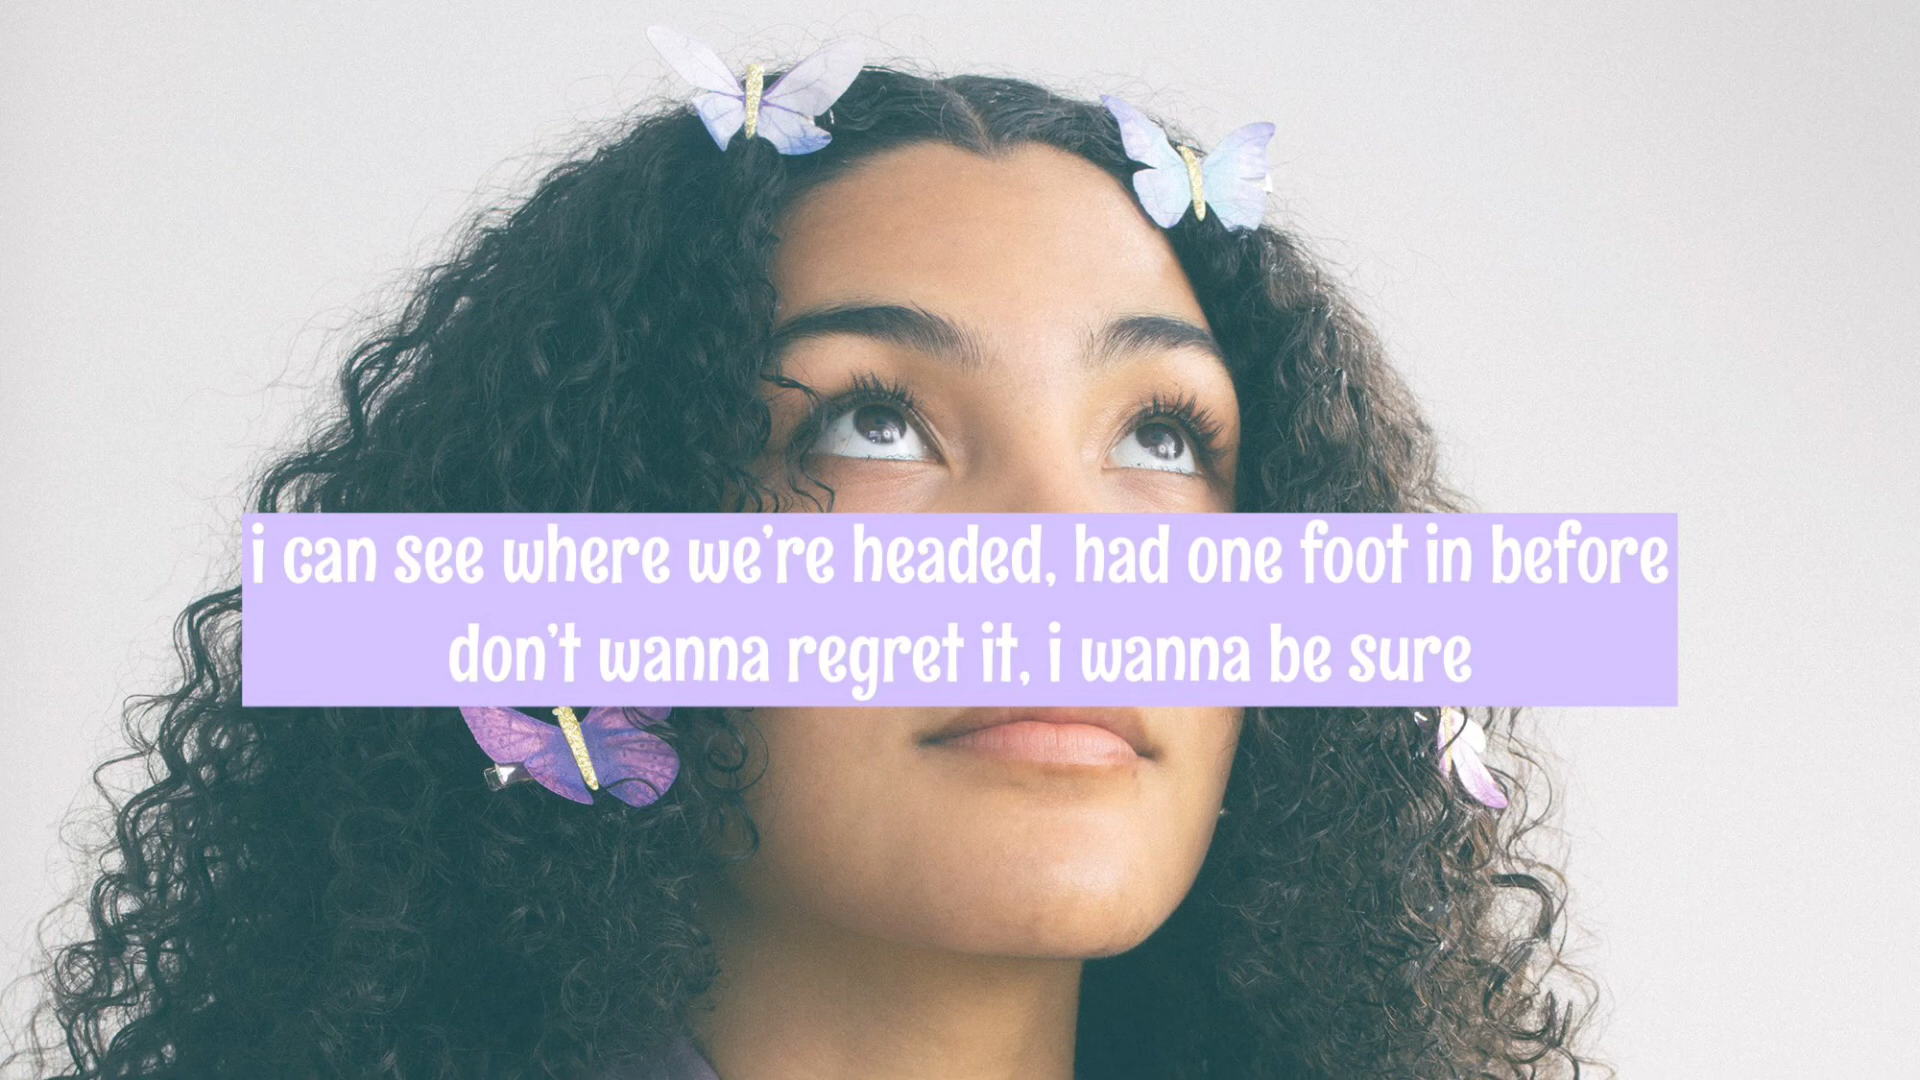 i can see where we're headed, had one foot in before
don't wanna regret it, i wanna be sure